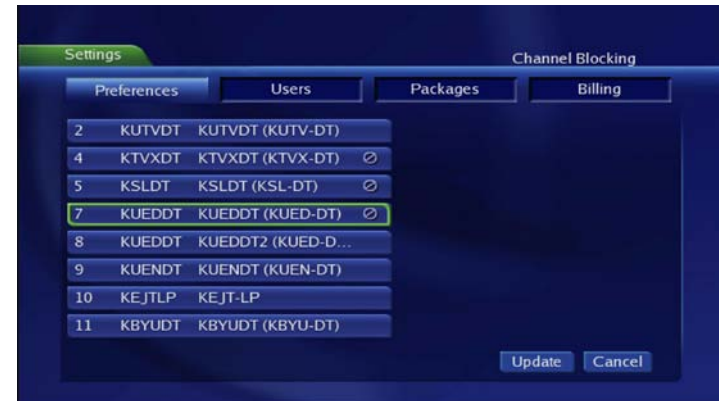 Settings
Channel Blocking
Preferences Users Packages Billing
2 KUTVDT KUTVDT (KUTV-DT)
4 KTVXDT KTVXDT (KTVX-DT)
5 KSLDT KSLDT (KSL-DT)
7 KUEDDT KUEDDT (KUED-DT)
8 KUEDDT KUEDDT2 (KUED-D...
9 KUENDT KUENDT (KUEN-DT)
10 KEJTLP KEJT-LP
11 KBYUDT KBYUDT (KBYU-DT)
Update Cancel